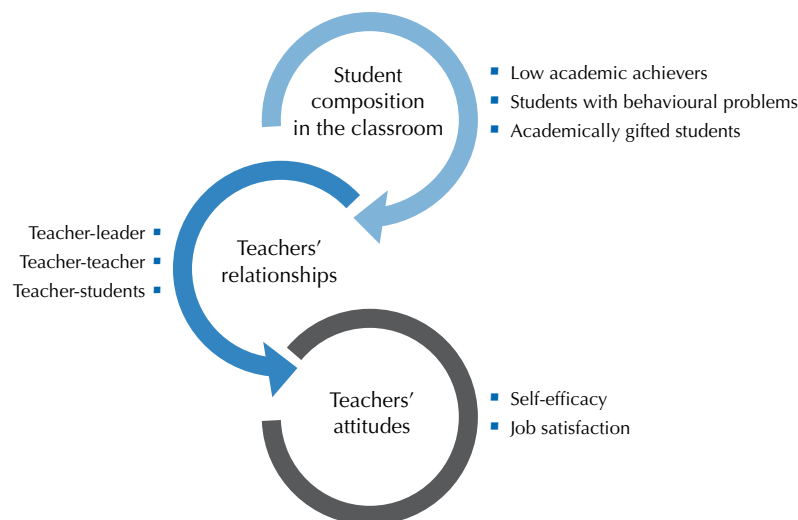 Student
composition
in the classroom
Low academic achievers
Students with behavioural problems
Academically gifted students
Teacher-leader
Teacher-teacher
Teacher-students
Teachers’
relationships
Teachers’
attitudes
Self-efficacy
Job satisfaction